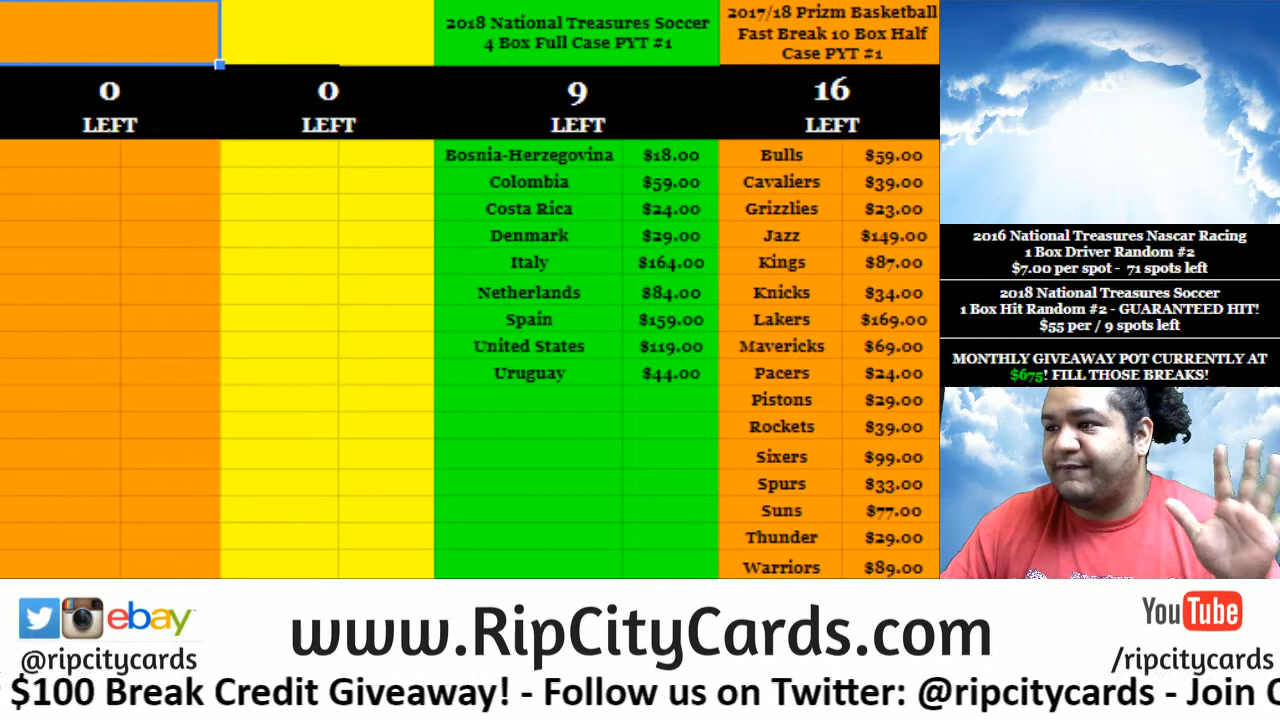 2018 National Treasures Soccer
4 Box Full Case PYT #1
2017/18 Prizm Basketball
Fast Break 10 Box Half
Case PYT #1
0
LEFT
0
LEFT
9
LEFT
16
LEFT
Bosnia-Herzegovina $18.00
Colombia $59.00
Costa Rica $24.00
Denmark $29.00
Italy $164.00
Netherlands $84.00
Spain $159.00
United States $119.00
Uruguay $44.00
Bulls $59.00
Cavaliers $39.00
Grizzlies $23.00
Jazz $149.00
Kings $87.00
Knicks $34.00
Lakers $169.00
Mavericks $69.00
Pacers $24.00
Pistons $29.00
Rockets $39.00
Sixers $99.00
Spurs $33.00
Suns $77.00
Thunder $29.00
Warriors $89.00
2016 National Treasures Nascar Racing
1 Box Driver Random #2
$7.00 per spot - 71 spots left
2018 National Treasures Soccer
1 Box Hit Random #2 - GUARANTEED HIT!
$55 per / 9 spots left
MONTHLY GIVEAWAY POT CURRENTLY AT
$675! FILL THOSE BREAKS!
ebay
@ripcitycards
www.RipCityCards.com
YouTube
/ripcitycards
$100 Break Credit Giveaway! - Follow us on Twitter: @ripcitycards - Join